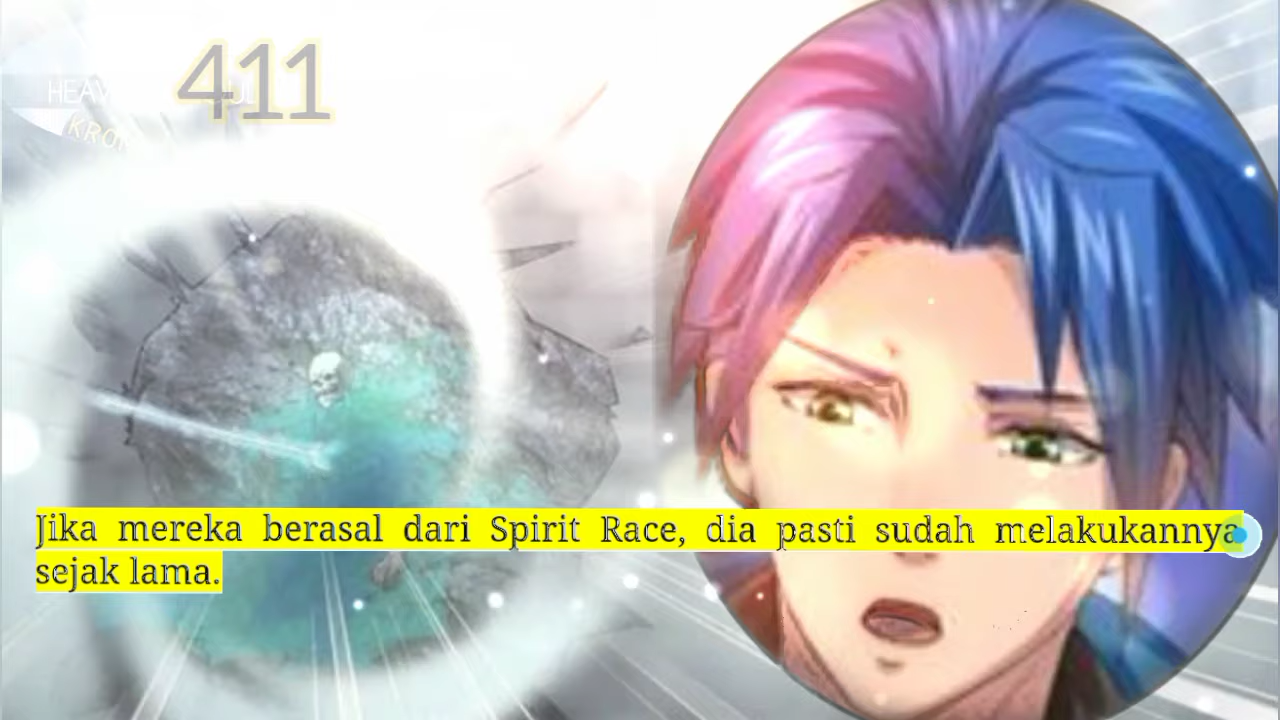 411
Jika mereka berasal dari Spirit Race, dia pasti sudah melakukannya
sejak lama.